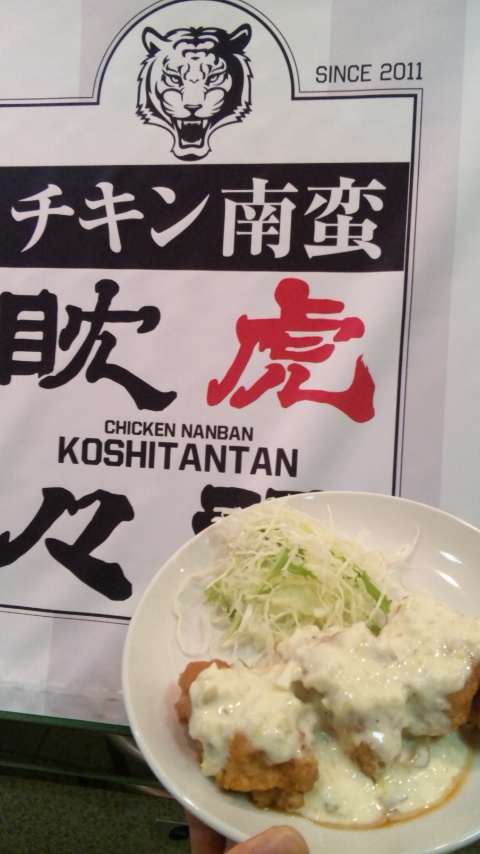 SINCE 2011
チキン南蛮
虎
眈
々
CHICKEN NANBAN
KOSHITANTAN